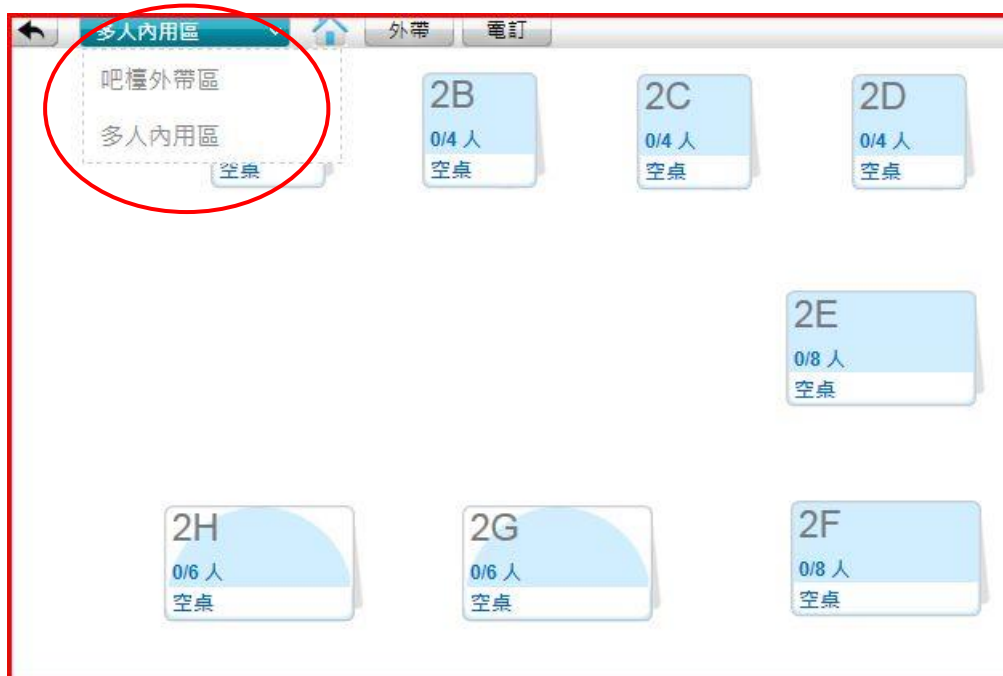 多人內用區 外帶 電訂
吧檯外帶區
多人內用區
空桌
2B
0/4 人
空桌
2C
0/4 人
空桌
2D
0/4 人
空桌
2E
0/8 人
空桌
2H
0/6 人
空桌
2G
0/6 人
空桌
2F
0/8 人
空桌